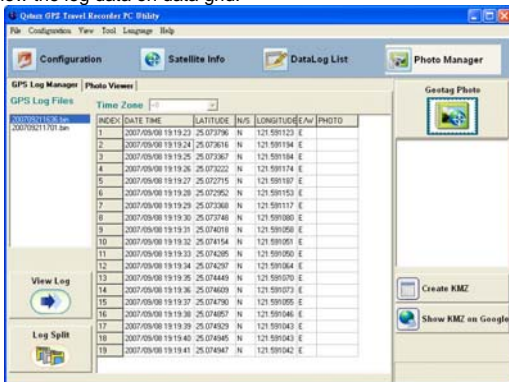 Qstarz GPS Travel Recorder PC Utility
File Configuration View Tool Language Help
Configuration Satellite Info DataLog List Photo Manager
GPS Log Manager Photo Viewer
GPS Log Files Time Zone
Geotag Photo
200709211636.bin
200709211701.bin
INDEX DATE TIME LATITUDE N/S LONGITUDE E/W PHOTO
1 2007/09/08 19:19:23 25.073796 N 121.591123 E
2 2007/09/08 19:19:24 25.073616 N 121.591194 E
3 2007/09/08 19:19:25 25.073367 N 121.591184 E
4 2007/09/08 19:19:26 25.073222 N 121.591174 E
5 2007/09/08 19:19:27 25.072715 N 121.591187 E
6 2007/09/08 19:19:28 25.072952 N 121.591153 E
7 2007/09/08 19:19:29 25.073368 N 121.591117 E
8 2007/09/08 19:19:30 25.073748 N 121.591080 E
9 2007/09/08 19:19:31 25.074018 N 121.591058 E
10 2007/09/08 19:19:32 25.074154 N 121.591051 E
11 2007/09/08 19:19:33 25.074285 N 121.591050 E
12 2007/09/08 19:19:34 25.074297 N 121.591064 E
13 2007/09/08 19:19:35 25.074449 N 121.591070 E
14 2007/09/08 19:19:36 25.074609 N 121.591073 E
15 2007/09/08 19:19:37 25.074790 N 121.591055 E
16 2007/09/08 19:19:38 25.074857 N 121.591046 E
17 2007/09/08 19:19:39 25.074929 N 121.591043 E
18 2007/09/08 19:19:40 25.074945 N 121.591043 E
19 2007/09/08 19:19:41 25.074947 N 121.591042 E
View Log
Log Split
Create KMZ
Show KMZ on Google